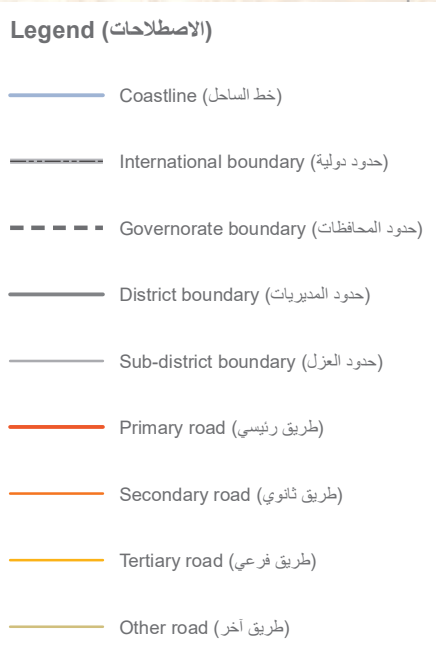 Legend (الاصطلاحات)
Coastline (خط الساحل)
International boundary (حدود دولية)
Governorate boundary (حدود المحافظات)
District boundary (حدود المديريات)
Sub-district boundary (حدود العزل)
Primary road (طريق رئيسي)
Secondary road (طريق ثانوي)
Tertiary road (طريق فرعي)
Other road (طريق آخر)